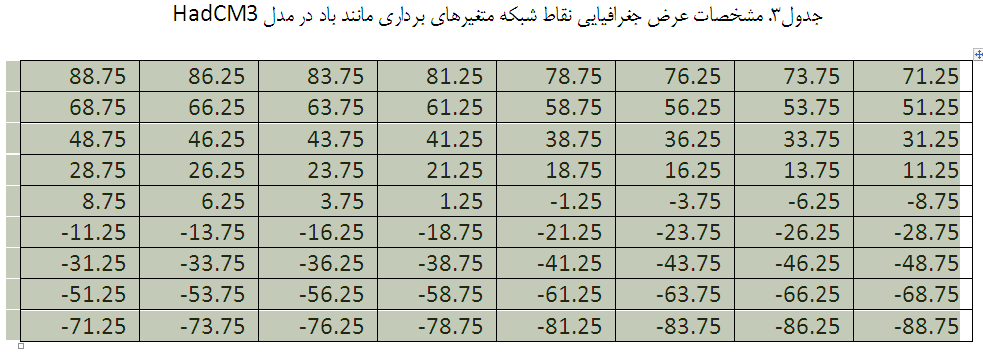 جدول۳. مشخصات عرض جغرافیایی نقاط شبکه متغیرهای برداری مانند باد در مدل HadCM3
88.75 86.25 83.75 81.25 78.75 76.25 73.75 71.25
68.75 66.25 63.75 61.25 58.75 56.25 53.75 51.25
48.75 46.25 43.75 41.25 38.75 36.25 33.75 31.25
28.75 26.25 23.75 21.25 18.75 16.25 13.75 11.25
8.75 6.25 3.75 1.25 -1.25 -3.75 -6.25 -8.75
-11.25 -13.75 -16.25 -18.75 -21.25 -23.75 -26.25 -28.75
-31.25 -33.75 -36.25 -38.75 -41.25 -43.75 -46.25 -48.75
-51.25 -53.75 -56.25 -58.75 -61.25 -63.75 -66.25 -68.75
-71.25 -73.75 -76.25 -78.75 -81.25 -83.75 -86.25 -88.75